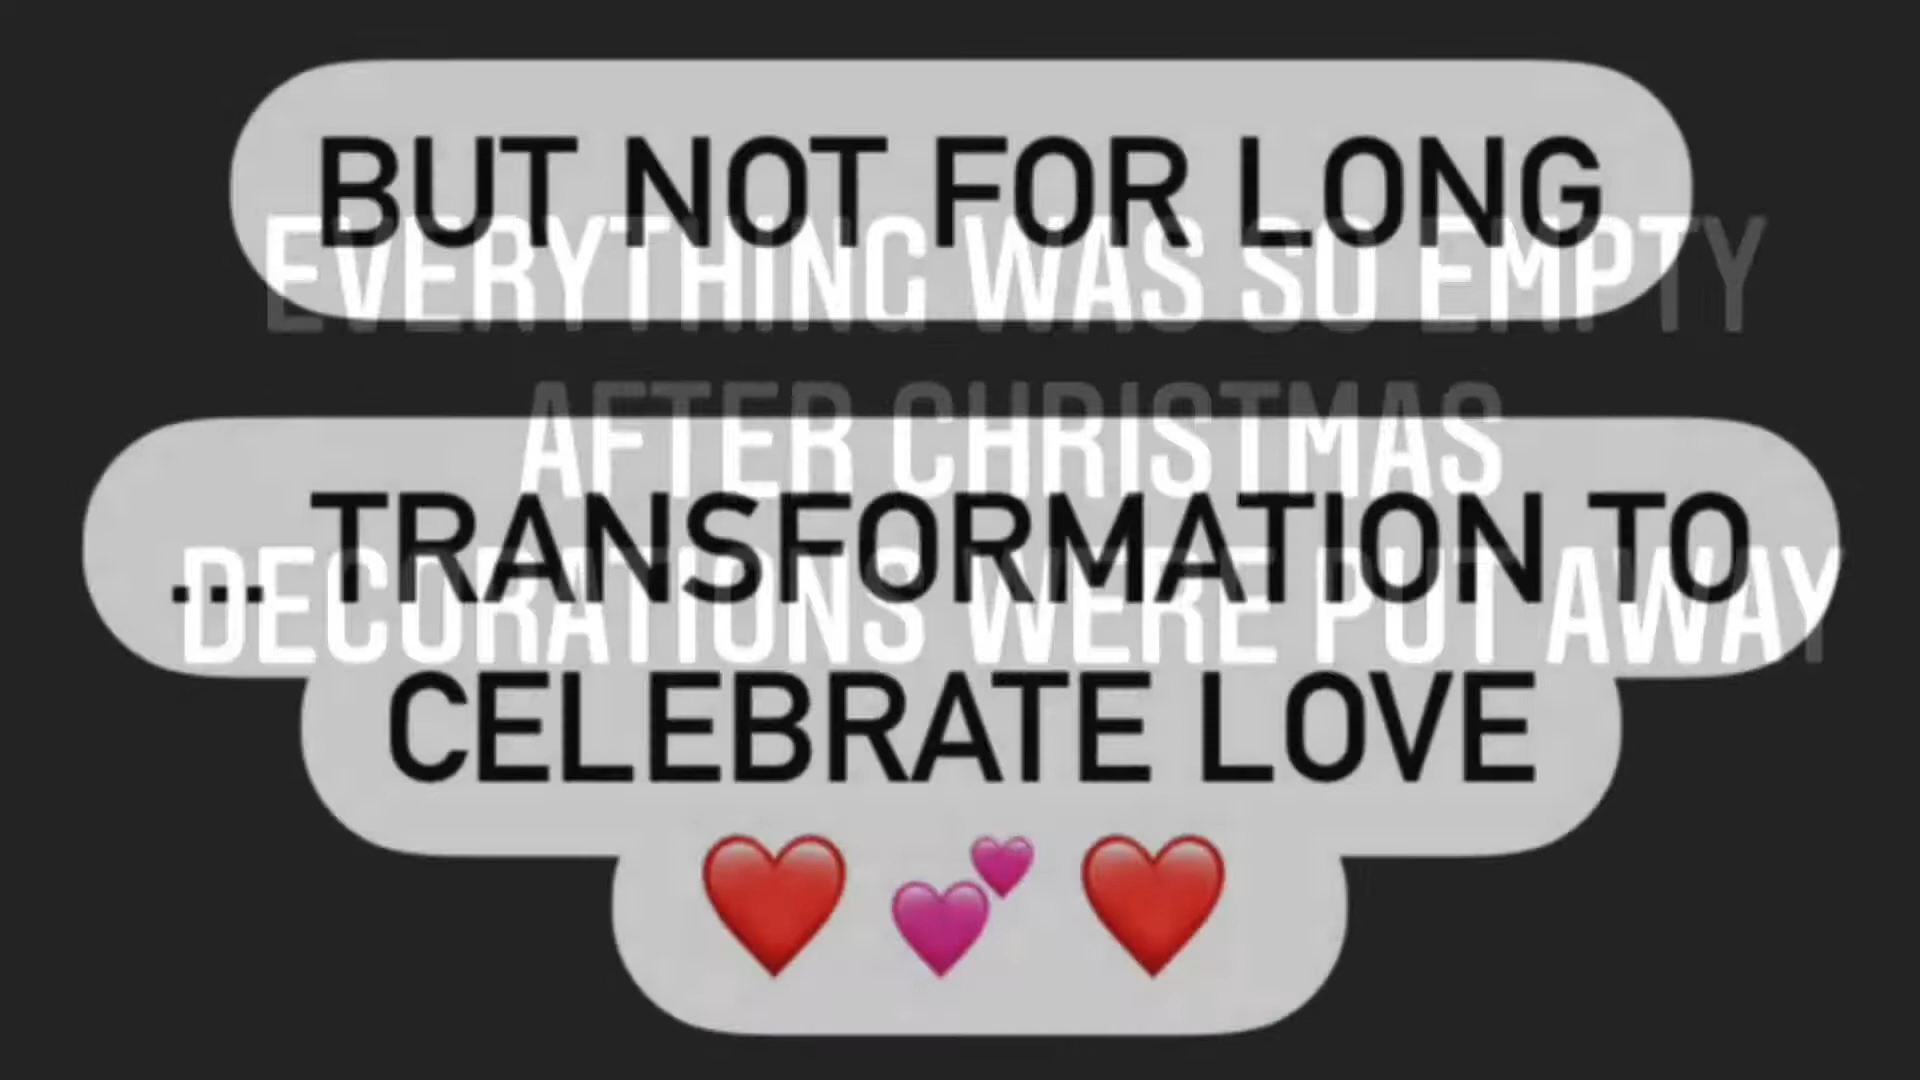 BUT NOT FOR LONG
EVERYTHING WAS SO EMPTY
AFTER CHRISTMAS
... TRANSFORMATION TO
DECORATIONS WERE PUT AWAY
CELEBRATE LOVE
❤️ 💕 ❤️